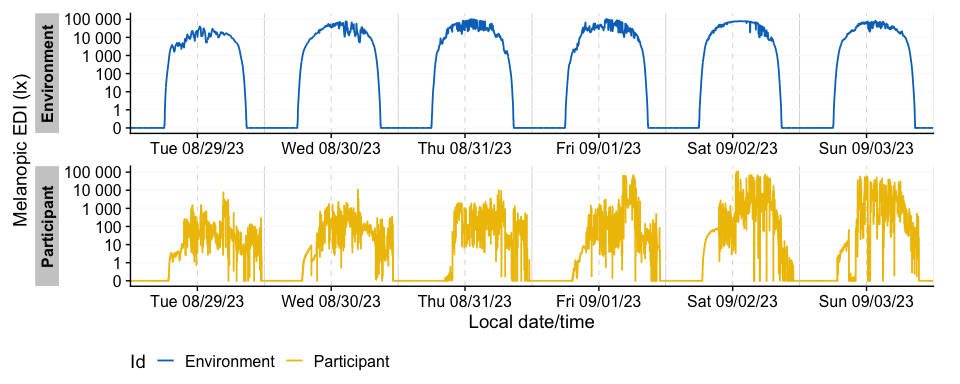 Melanopic EDI (lx)
Environment
100 000
10 000
1 000
100
10
1
0
Tue 08/29/23 Wed 08/30/23 Thu 08/31/23 Fri 09/01/23 Sat 09/02/23 Sun 09/03/23
Participant
100 000
10 000
1 000
100
10
1
0
Tue 08/29/23 Wed 08/30/23 Thu 08/31/23 Fri 09/01/23 Sat 09/02/23 Sun 09/03/23
Local date/time
Id Environment Participant